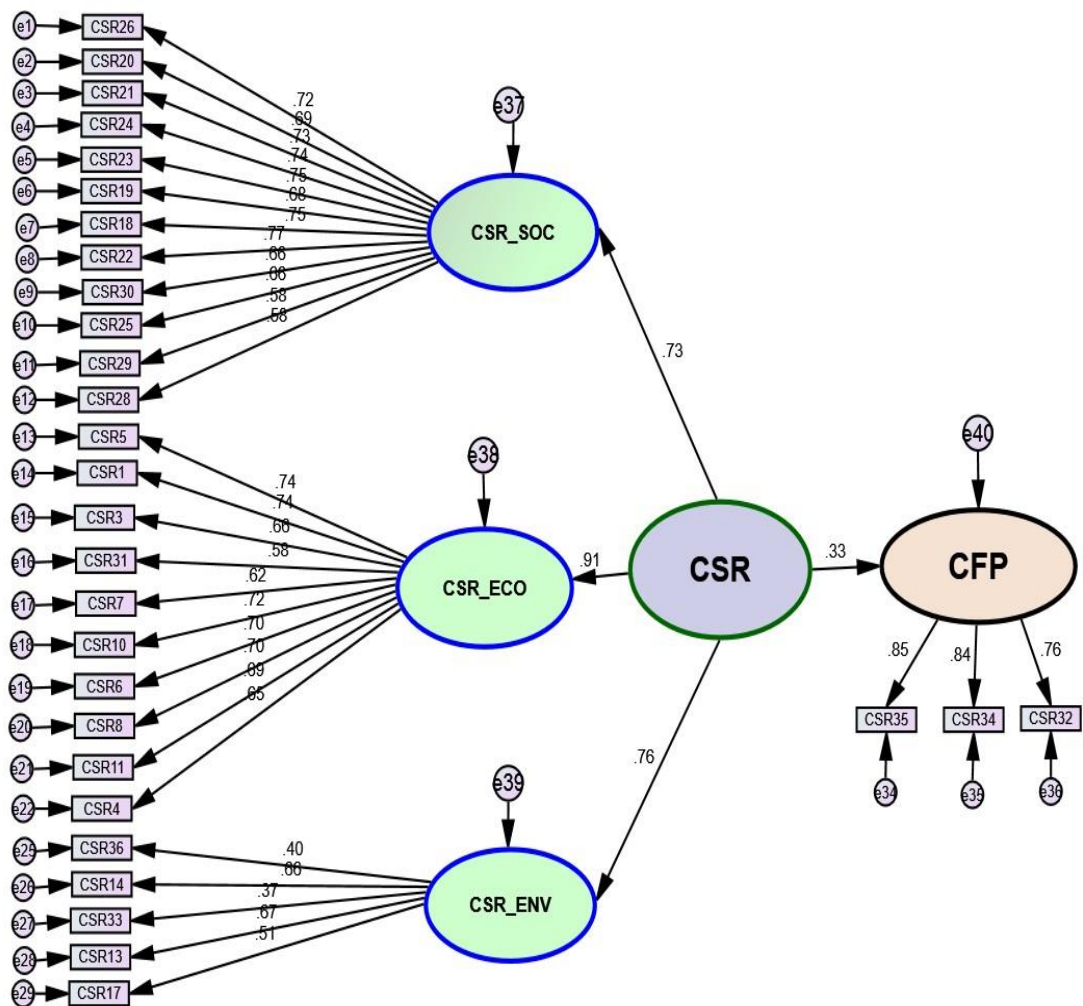 e1 CSR26
e2 CSR20
e3 CSR21
e4 CSR24
e5 CSR23
e6 CSR19
e7 CSR18
e8 CSR22
e9 CSR30
e10 CSR25
e11 CSR29
e12 CSR28
.72
.69
.73
.74
.75
.68
.75
.77
.66
.66
.58
.58
e37
CSR_SOC
.73
e13 CSR5
e14 CSR1
e15 CSR3
e16 CSR31
e17 CSR7
e18 CSR10
e19 CSR6
e20 CSR8
e21 CSR11
e22 CSR4
.74
.74
.66
.58
.62
.72
.70
.70
.69
.65
e38
CSR_ECO
.91
CSR
.33
e40
CFP
.85
.84
.76
CSR35
CSR34
CSR32
e34
e35
e36
.76
e25 CSR36
e26 CSR14
e27 CSR33
e28 CSR13
e29 CSR17
.40
.66
.37
.67
.51
e39
CSR_ENV